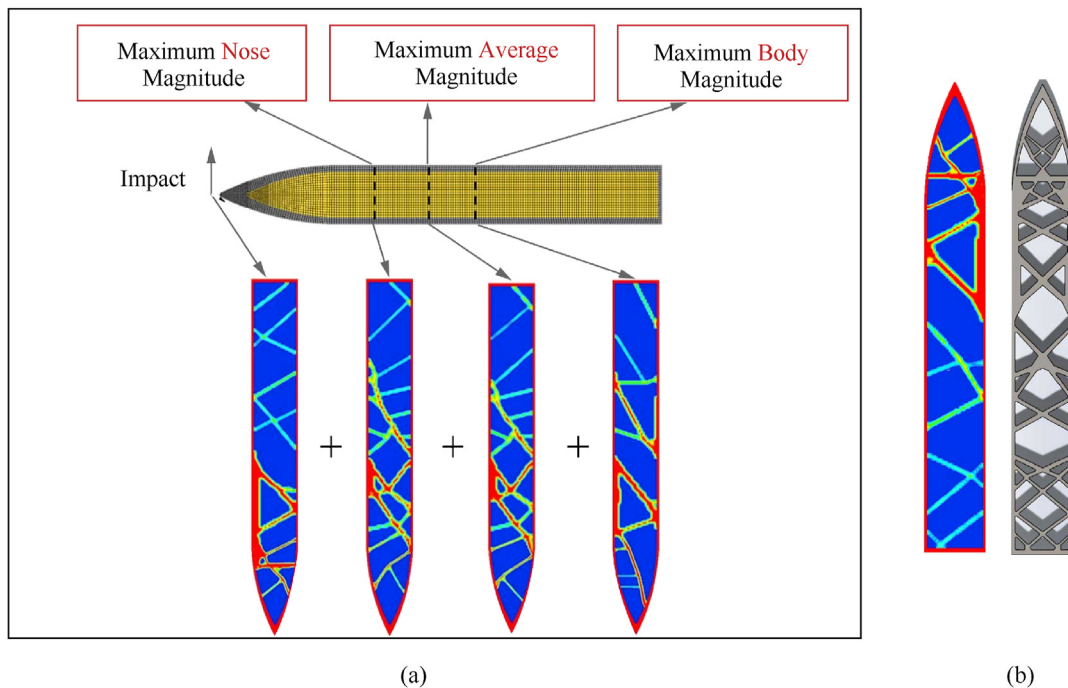 Maximum Nose
Magnitude
Maximum Average
Magnitude
Maximum Body
Magnitude
Impact
+ + +
(a)
(b)